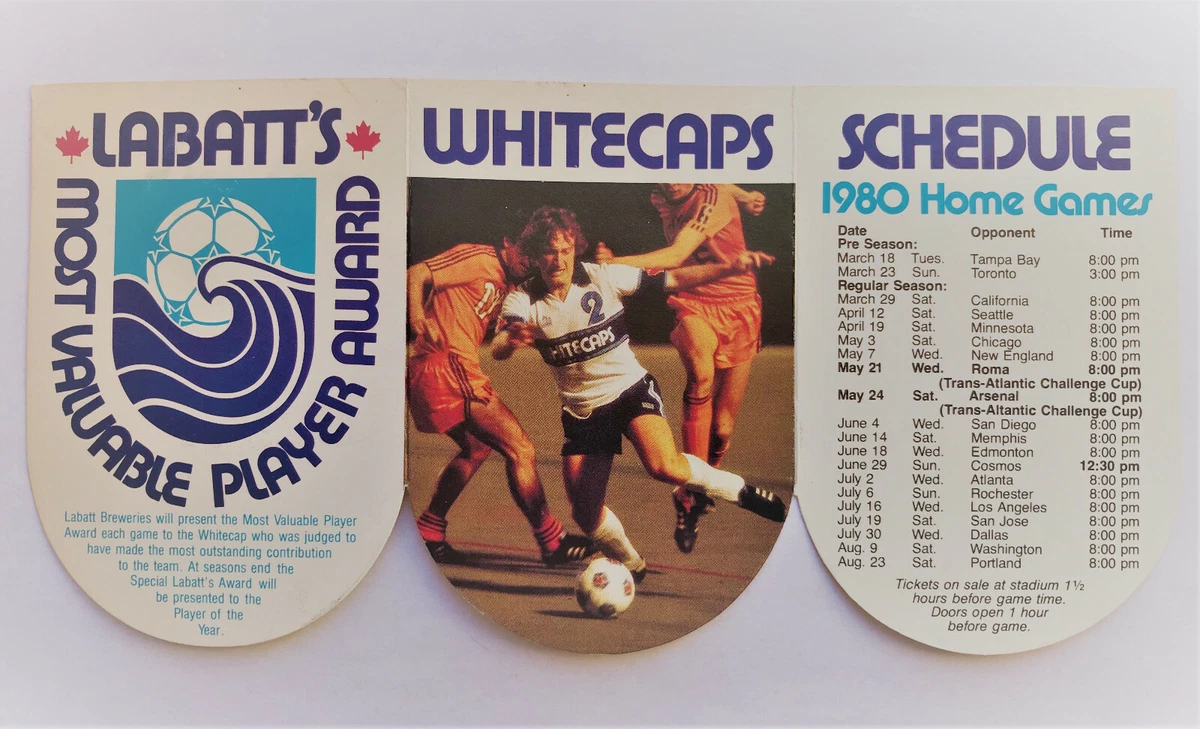 LABATT'S
MOST VALUABLE PLAYER AWARD
Labatt Breweries will present the Most Valuable Player
Award each game to the Whitecap who was judged to
have made the most outstanding contribution
to the team. At seasons end the
Special Labatt's Award will
be presented to the
Player of the
Year.
WHITECAPS
2
HITECAPS
SCHEDULE
1980 Home Games
Date Opponent Time
Pre Season:
March 18 Tues. Tampa Bay 8:00 pm
March 23 Sun. Toronto 3:00 pm
Regular Season:
March 29 Sat. California 8:00 pm
April 12 Sat. Seattle 8:00 pm
April 19 Sat. Minnesota 8:00 pm
May 3 Sat. Chicago 8:00 pm
May 7 Wed. New England 8:00 pm
May 21 Wed. Roma 8:00 pm
(Trans-Atlantic Challenge Cup)
May 24 Sat. Arsenal 8:00 pm
(Trans-Altantic Challenge Cup)
June 4 Wed. San Diego 8:00 pm
June 14 Sat. Memphis 8:00 pm
June 18 Wed. Edmonton 8:00 pm
June 29 Sun. Cosmos 12:30 pm
July 2 Wed. Atlanta 8:00 pm
July 6 Sun. Rochester 8:00 pm
July 16 Wed. Los Angeles 8:00 pm
July 19 Sat. San Jose 8:00 pm
July 30 Wed. Dallas 8:00 pm
Aug. 9 Sat. Washington 8:00 pm
Aug. 23 Sat. Portland 8:00 pm
Tickets on sale at stadium 1½
hours before game time.
Doors open 1 hour
before game.